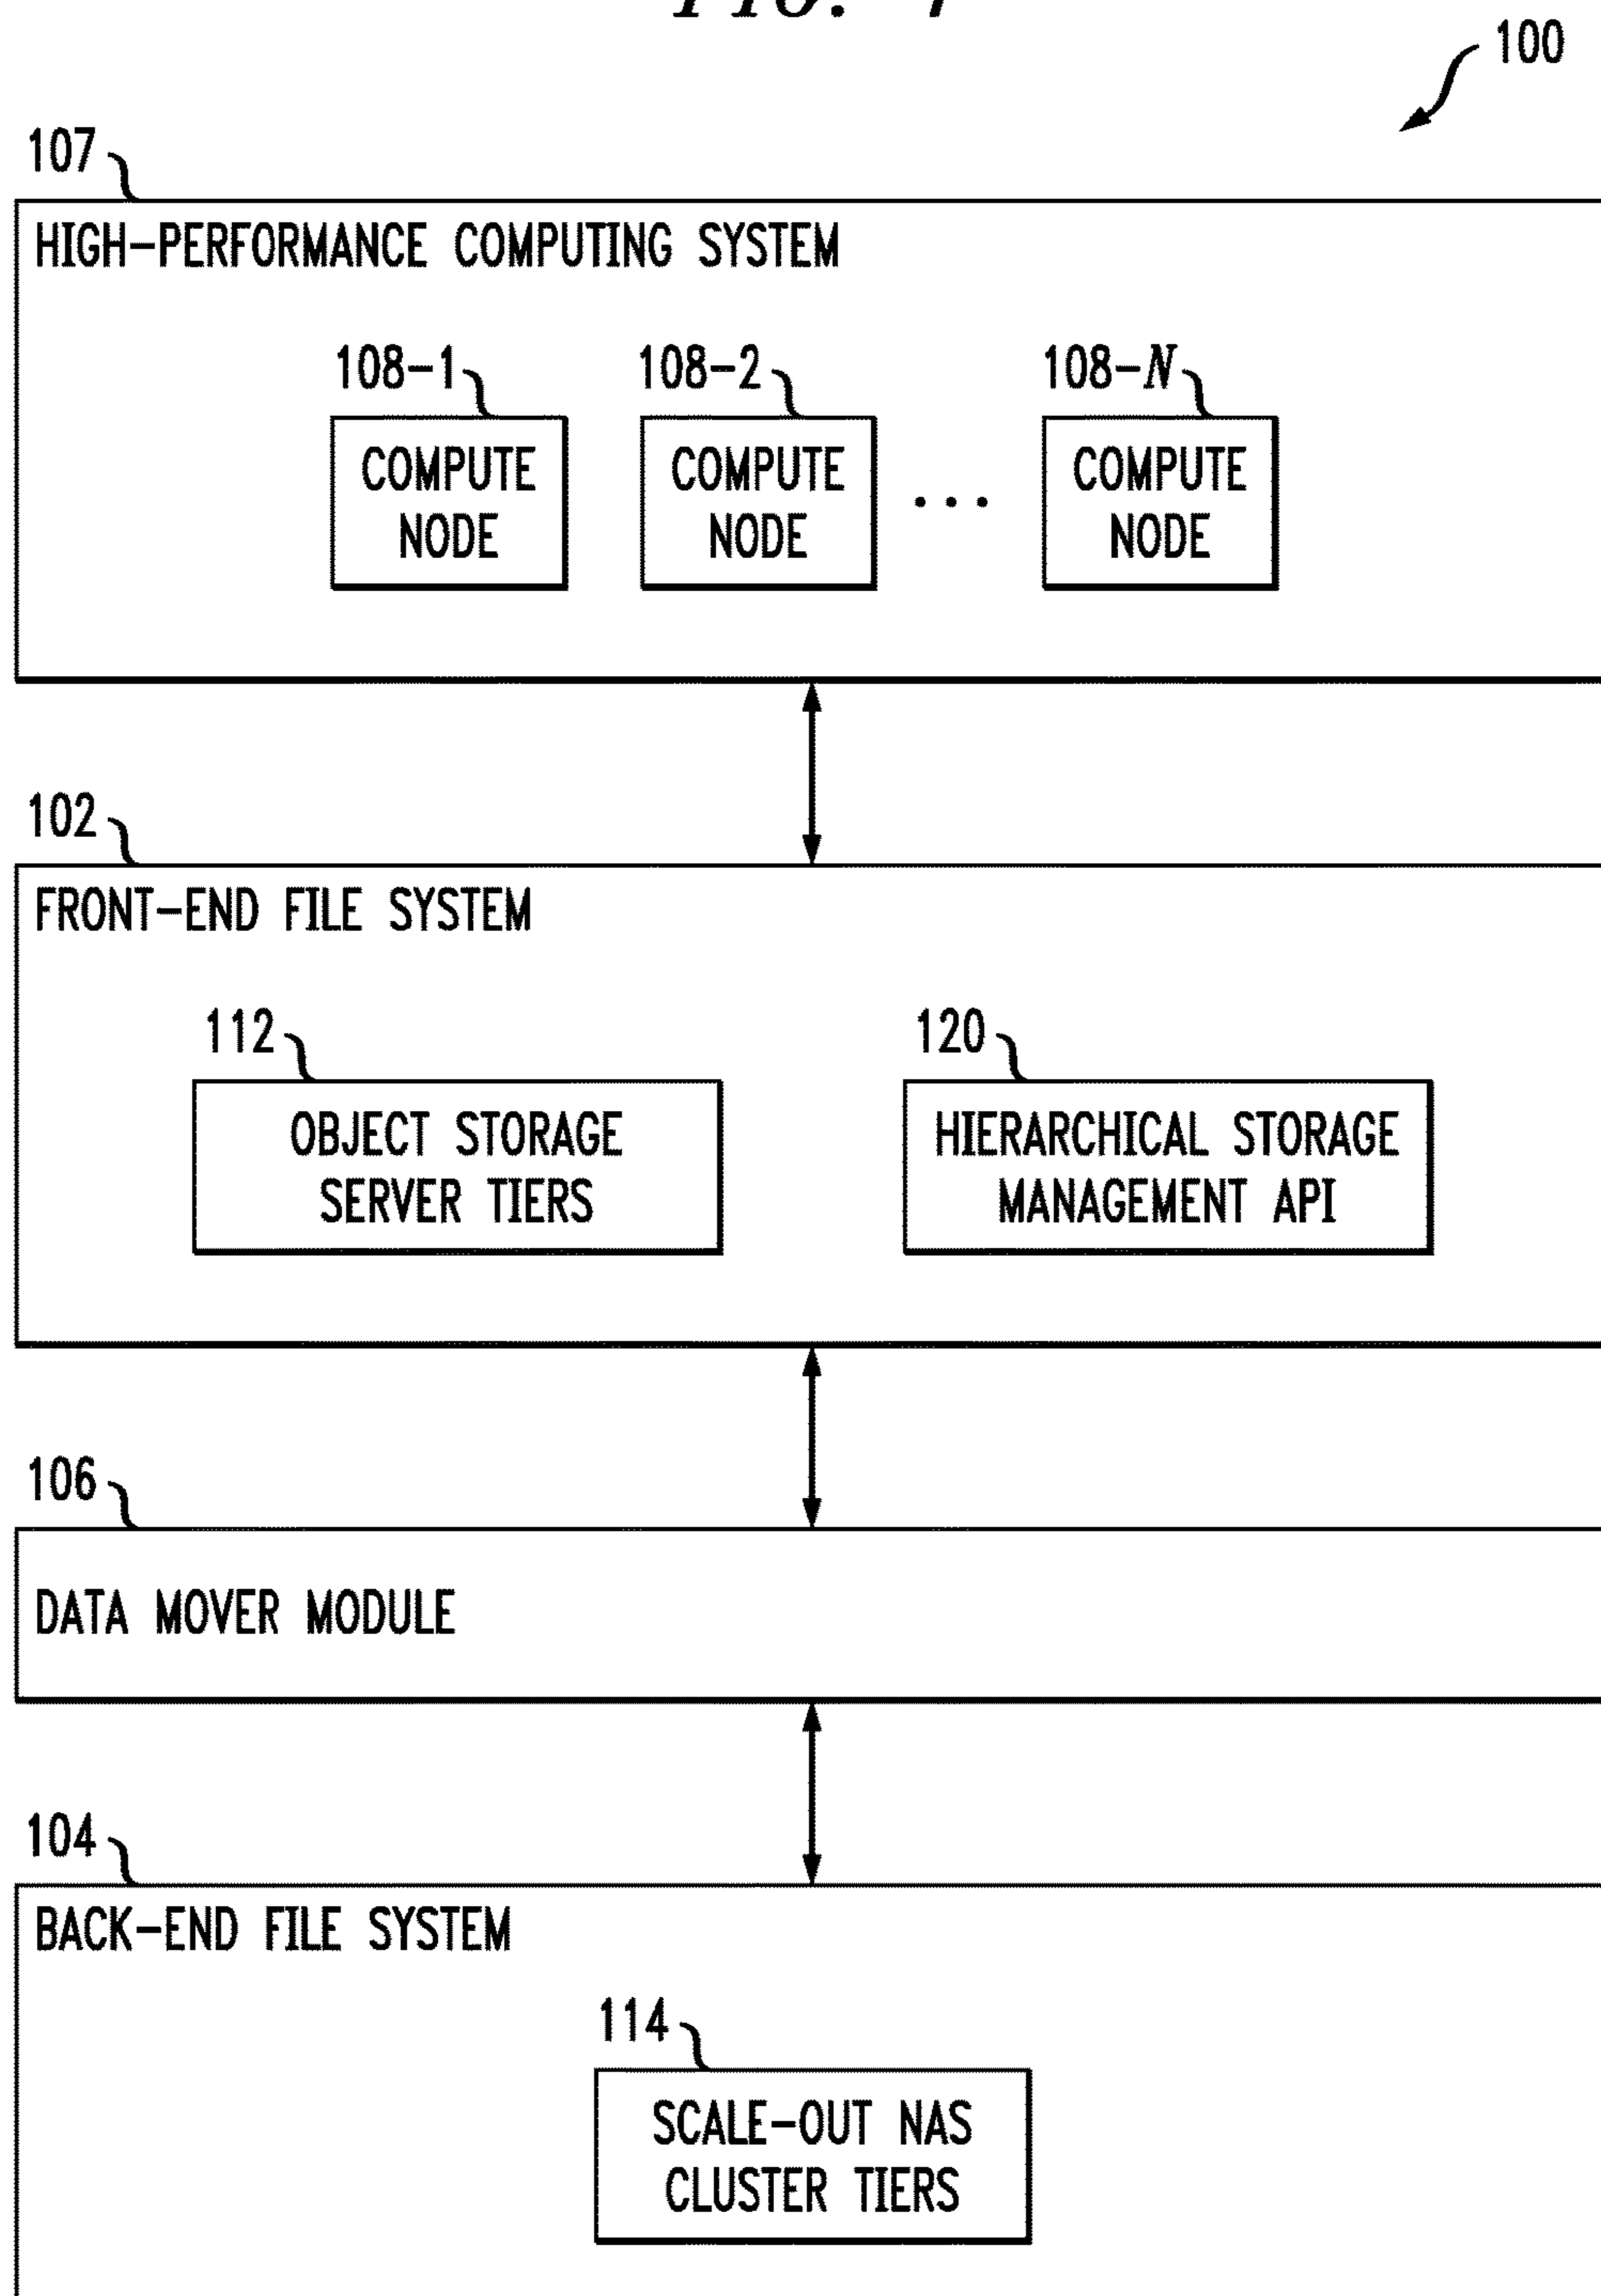 100
107
HIGH-PERFORMANCE COMPUTING SYSTEM
108-1 108-2 108-N
COMPUTE NODE
COMPUTE NODE
...
COMPUTE NODE
102
FRONT-END FILE SYSTEM
112
OBJECT STORAGE
SERVER TIERS
120
HIERARCHICAL STORAGE
MANAGEMENT API
106
DATA MOVER MODULE
104
BACK-END FILE SYSTEM
114
SCALE-OUT NAS
CLUSTER TIERS